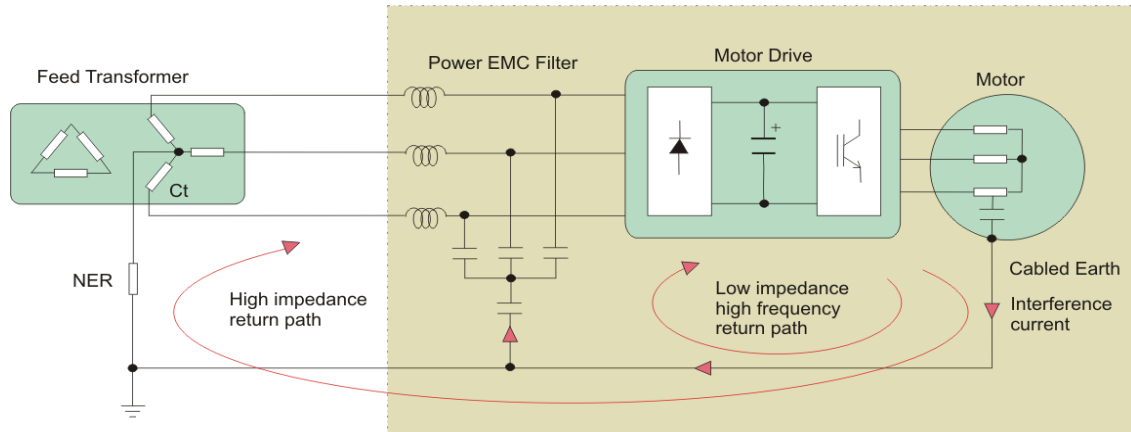 Feed Transformer
Power EMC Filter
Motor Drive
Motor
+
Ct
NER
High impedance
return path
Low impedance
high frequency
return path
Cabled Earth
Interference
current